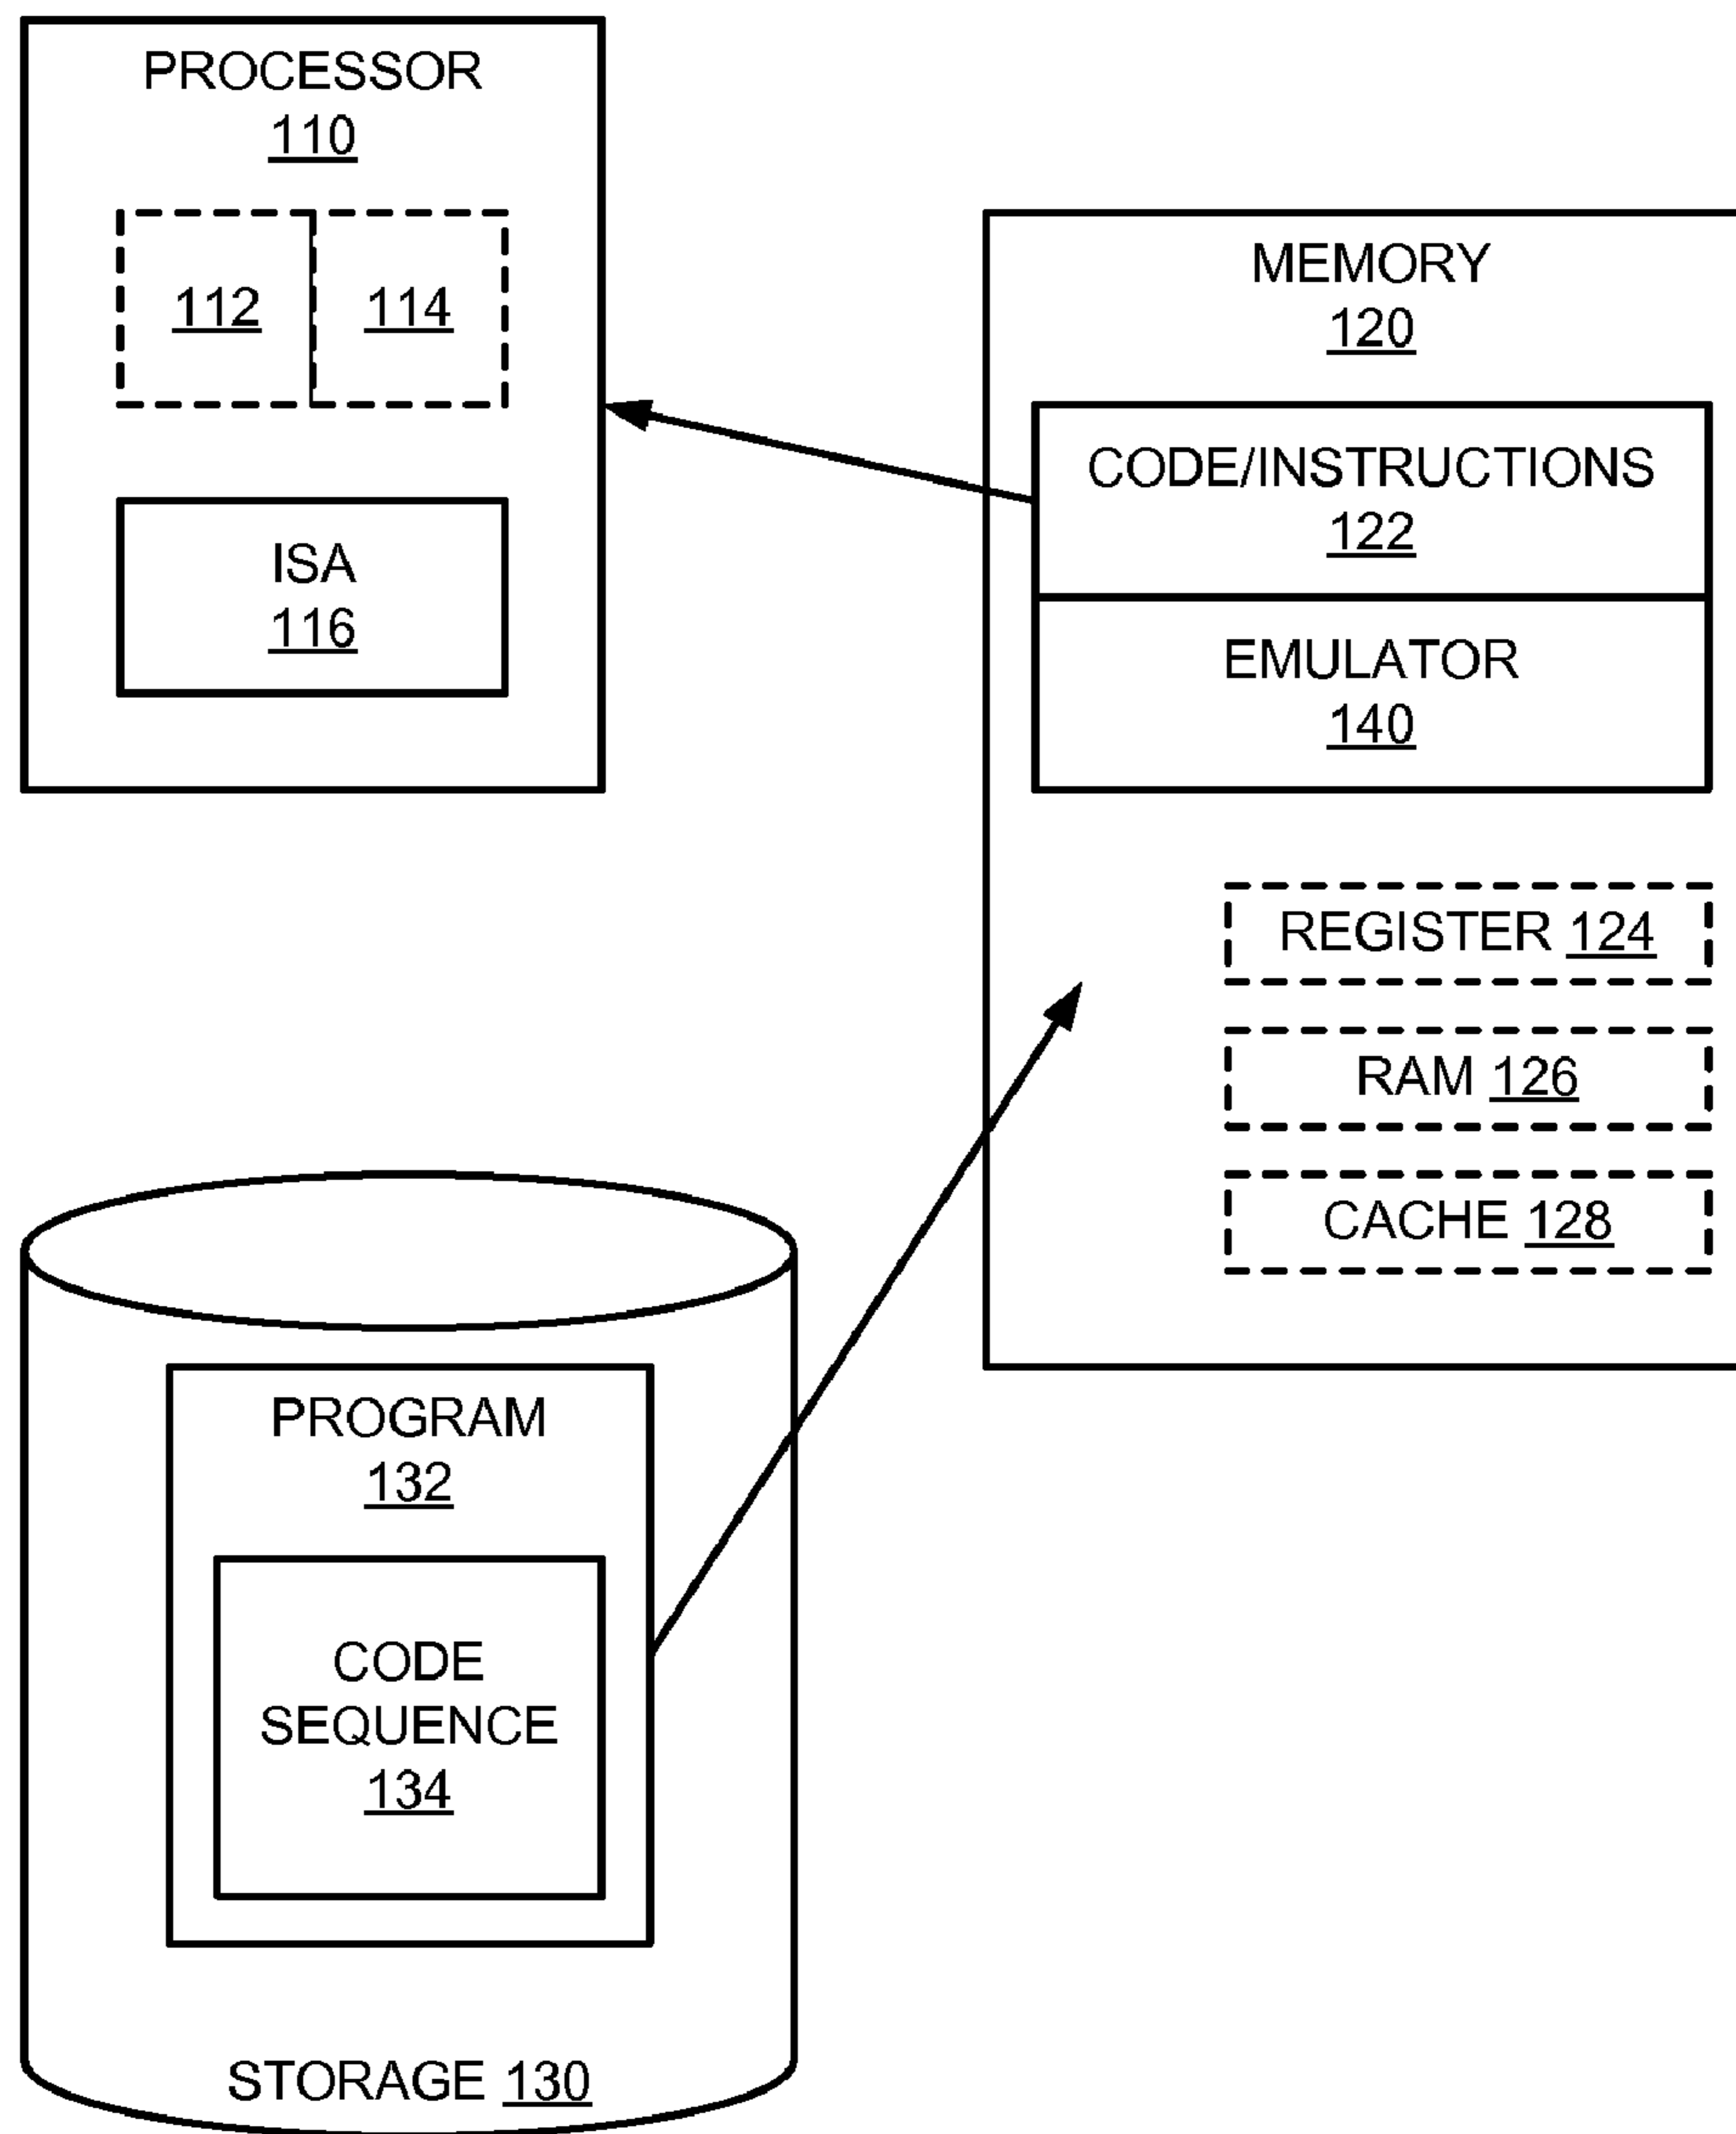 PROCESSOR
110
112 114
ISA
116
MEMORY
120
CODE/INSTRUCTIONS
122
EMULATOR
140
REGISTER 124
RAM 126
CACHE 128
PROGRAM
132
CODE
SEQUENCE
134
STORAGE 130